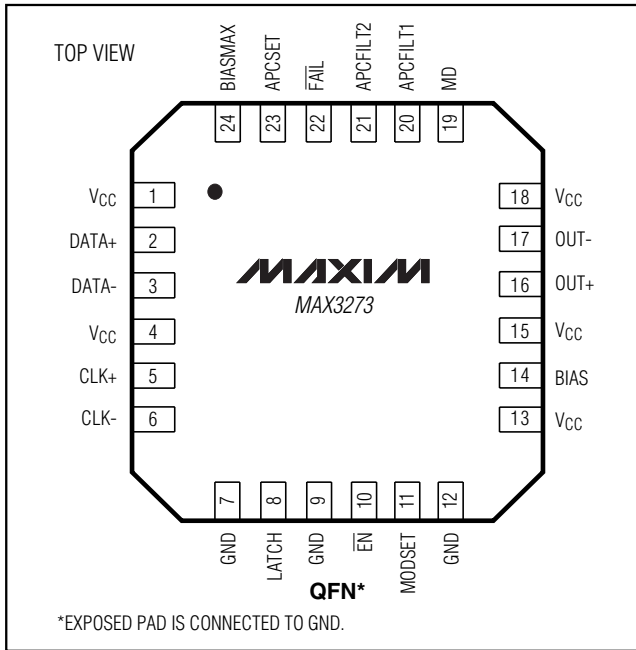 TOP VIEW
BIASMAX
APCSET
FAIL
APCFILT2
APCFILT1
MD
24
23
22
21
20
19
VCC 1
DATA+ 2
DATA- 3
VCC 4
CLK+ 5
CLK- 6
18 VCC
17 OUT-
16 OUT+
15 VCC
14 BIAS
13 VCC
MAXIM
MAX3273
7
8
9
10
11
12
GND
LATCH
GND
EN
MODSET
GND
QFN*
*EXPOSED PAD IS CONNECTED TO GND.